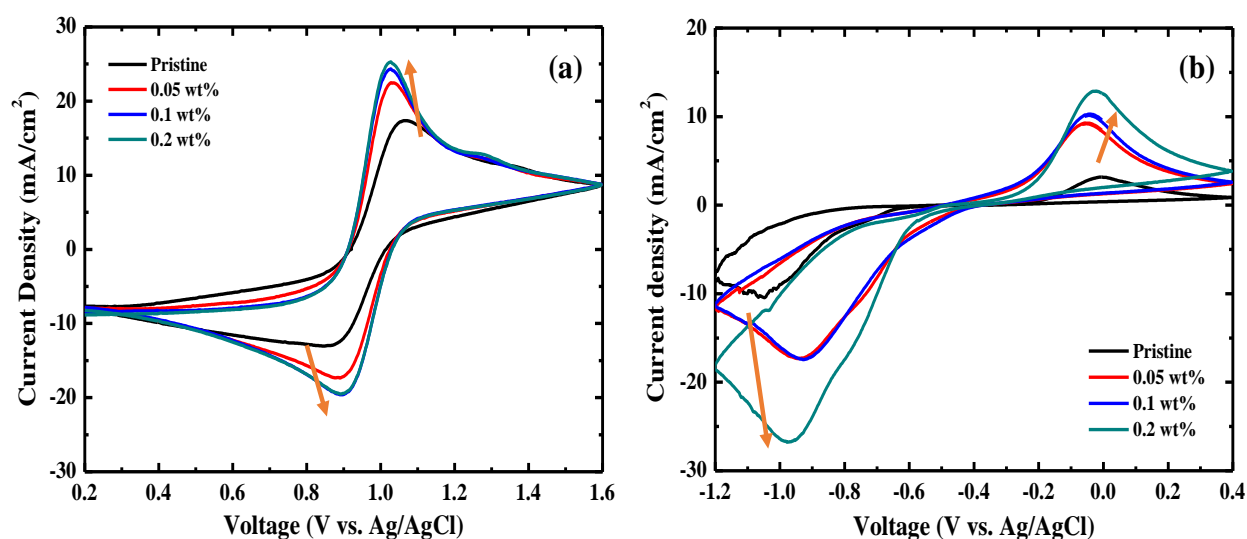 30
20
10
0
-10
-20
-30
Current Density (mA/cm²)
Pristine
0.05 wt%
0.1 wt%
0.2 wt%
(a)
0.2 0.4 0.6 0.8 1.0 1.2 1.4 1.6
Voltage (V vs. Ag/AgCl)
20
10
0
-10
-20
-30
Current density (mA/cm²)
(b)
Pristine
0.05 wt%
0.1 wt%
0.2 wt%
-1.2 -1.0 -0.8 -0.6 -0.4 -0.2 0.0 0.2 0.4
Voltage (V vs. Ag/AgCl)